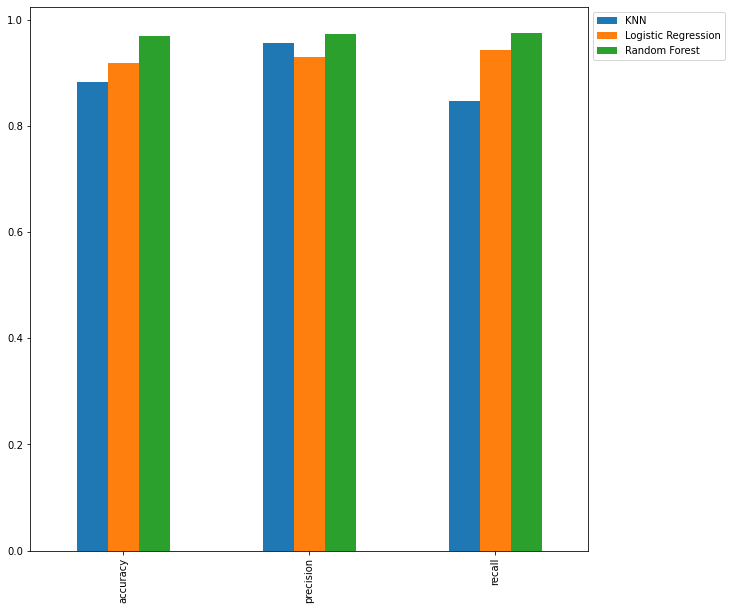 1.0
0.8
0.6
0.4
0.2
0.0
accuracy
precision
recall
KNN
Logistic Regression
Random Forest